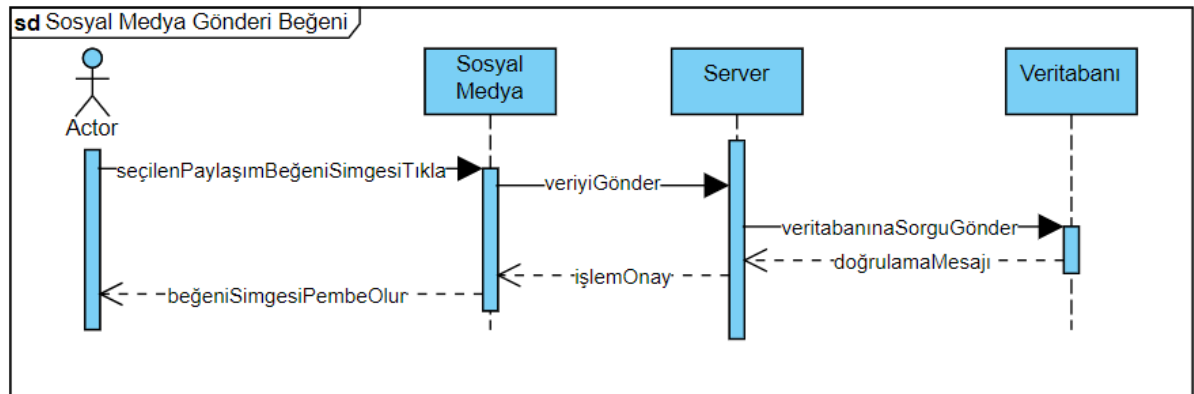 sd Sosyal Medya Gönderi Beğeni
Sosyal
Medya
Server
Veritabanı
Actor
seçilenPaylaşımBeğeniSimgesiTıkla
veriyiGönder
veritabanınaSorguGönder
doğrulamaMesajı
işlemOnay
beğeniSimgesiPembeOlur